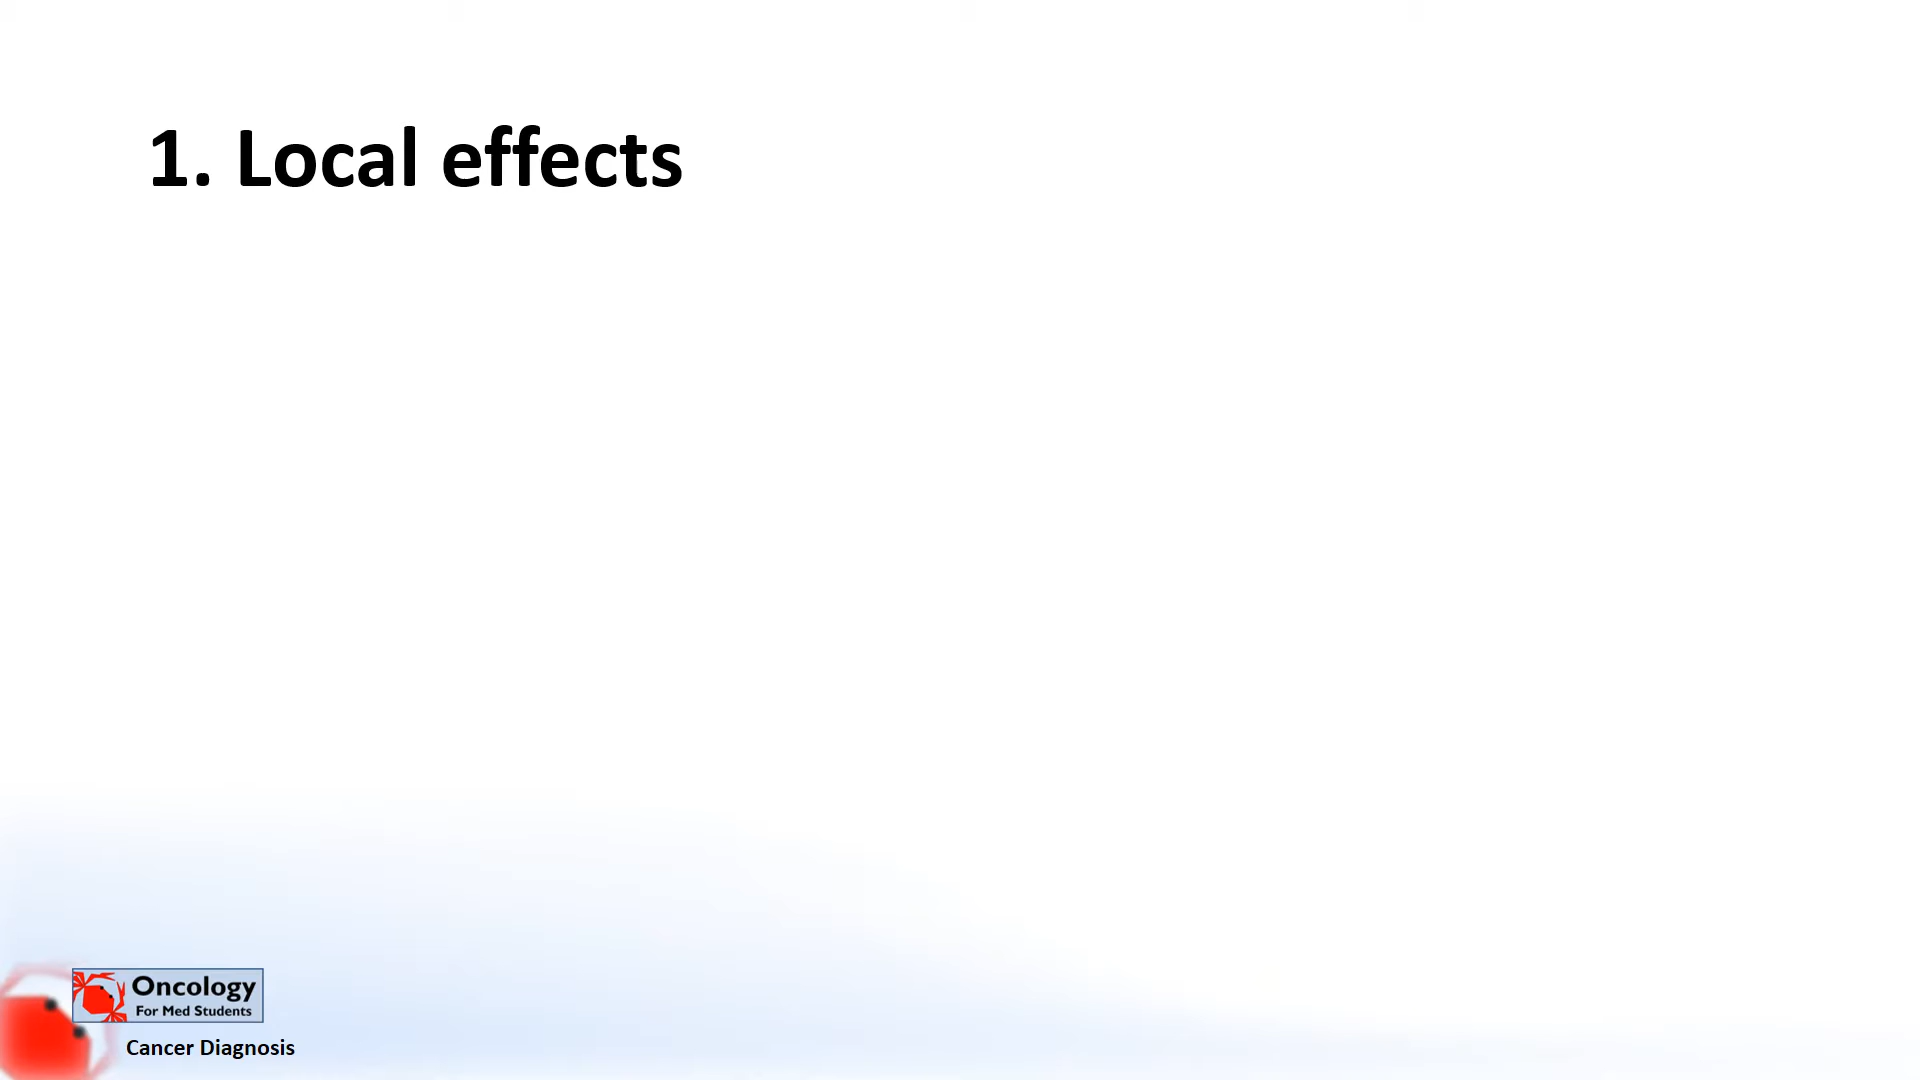 1. Local effects
Oncology
For Med Students
Cancer Diagnosis